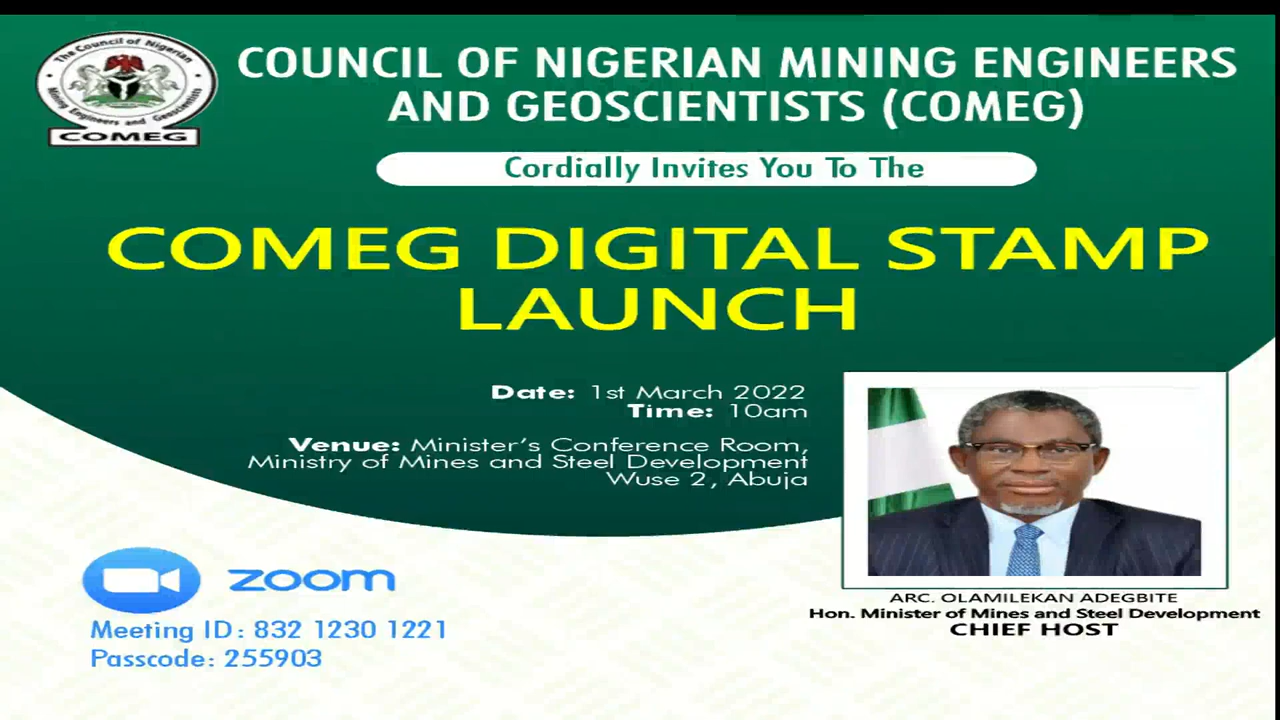 The Council of Nigerian
Mining Engineers and Geoscientists
COMEG
COUNCIL OF NIGERIAN MINING ENGINEERS
AND GEOSCIENTISTS (COMEG)
Cordially Invites You To The
COMEG DIGITAL STAMP
LAUNCH
Date: 1st March 2022
Time: 10am
Venue: Minister's Conference Room,
Ministry of Mines and Steel Development
Wuse 2, Abuja
zoom
Meeting ID: 832 1230 1221
Passcode: 255903
ARC. OLAMILEKAN ADEGBITE
Hon. Minister of Mines and Steel Development
CHIEF HOST